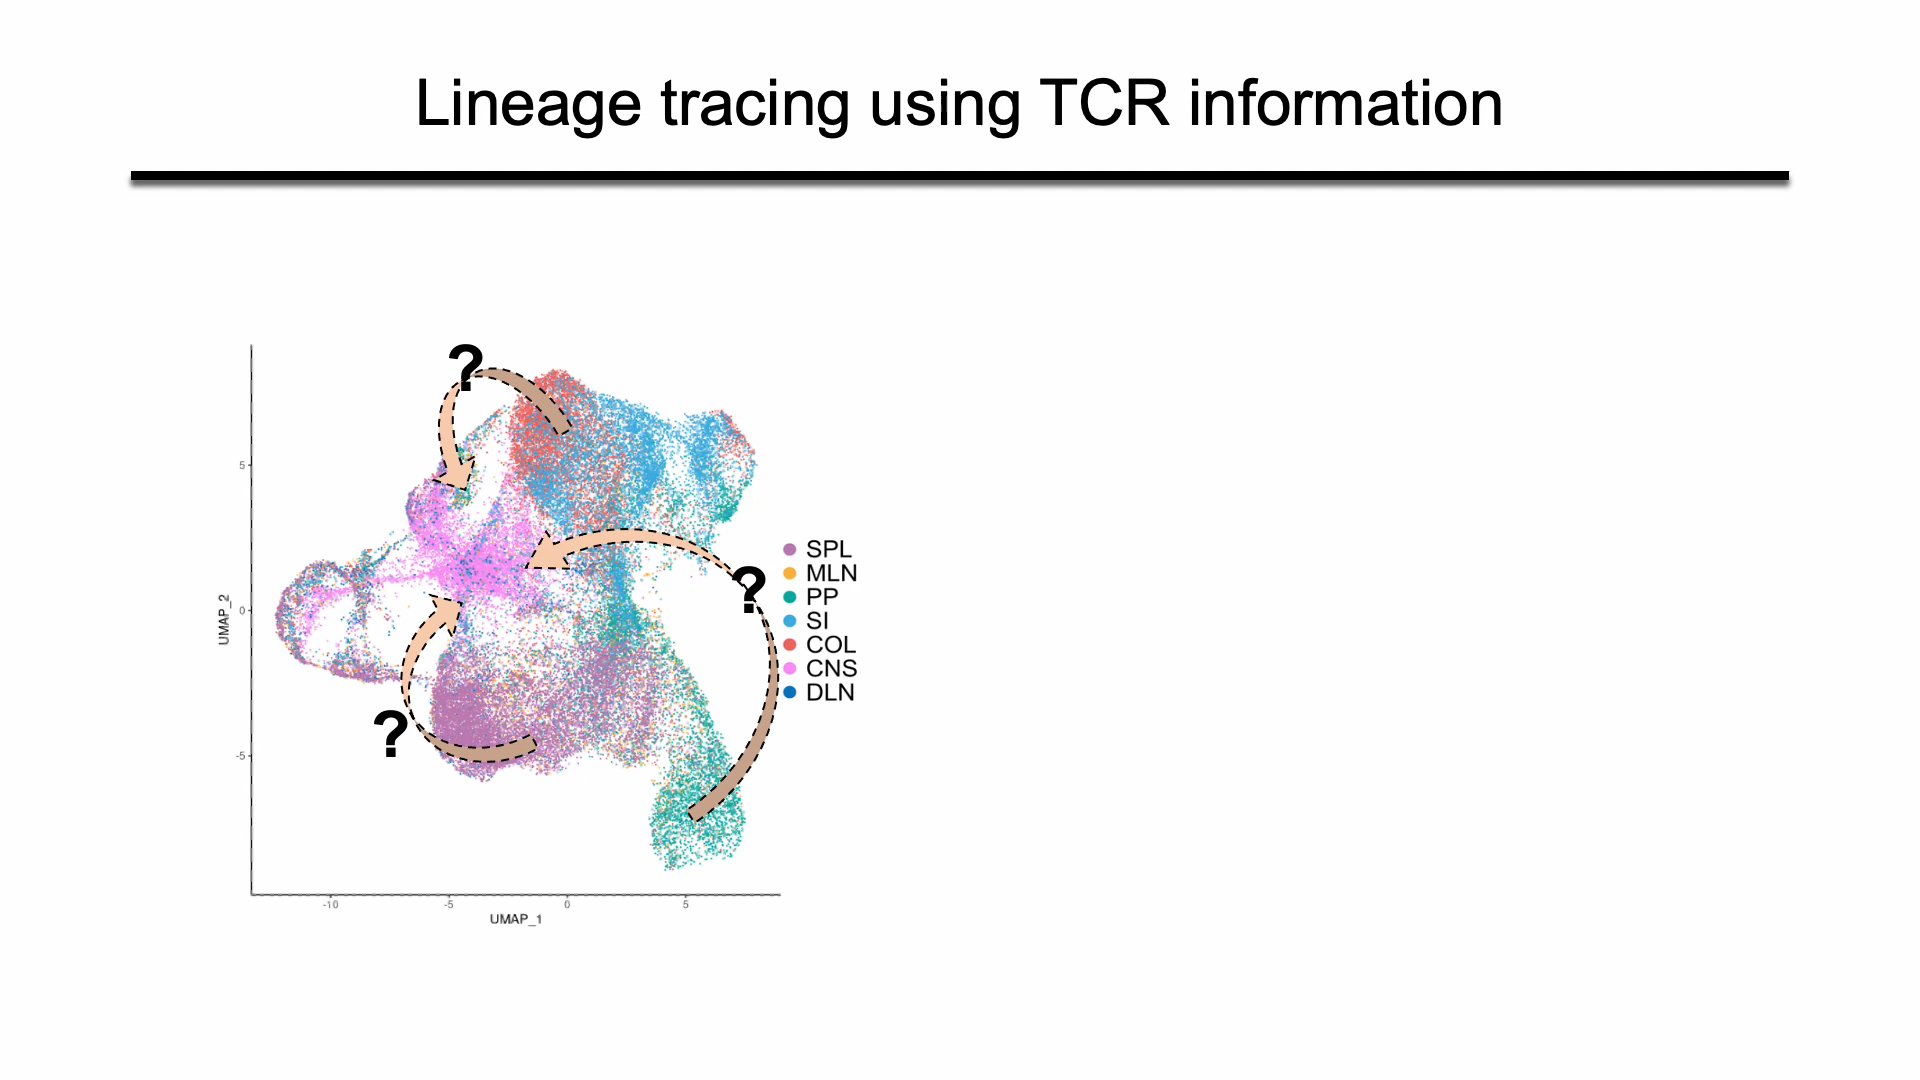 Lineage tracing using TCR information
?
?
?
SPL
MLN
PP
SI
COL
CNS
DLN
UMAP_2
5
0
-5
-10
-5
0
5
UMAP_1